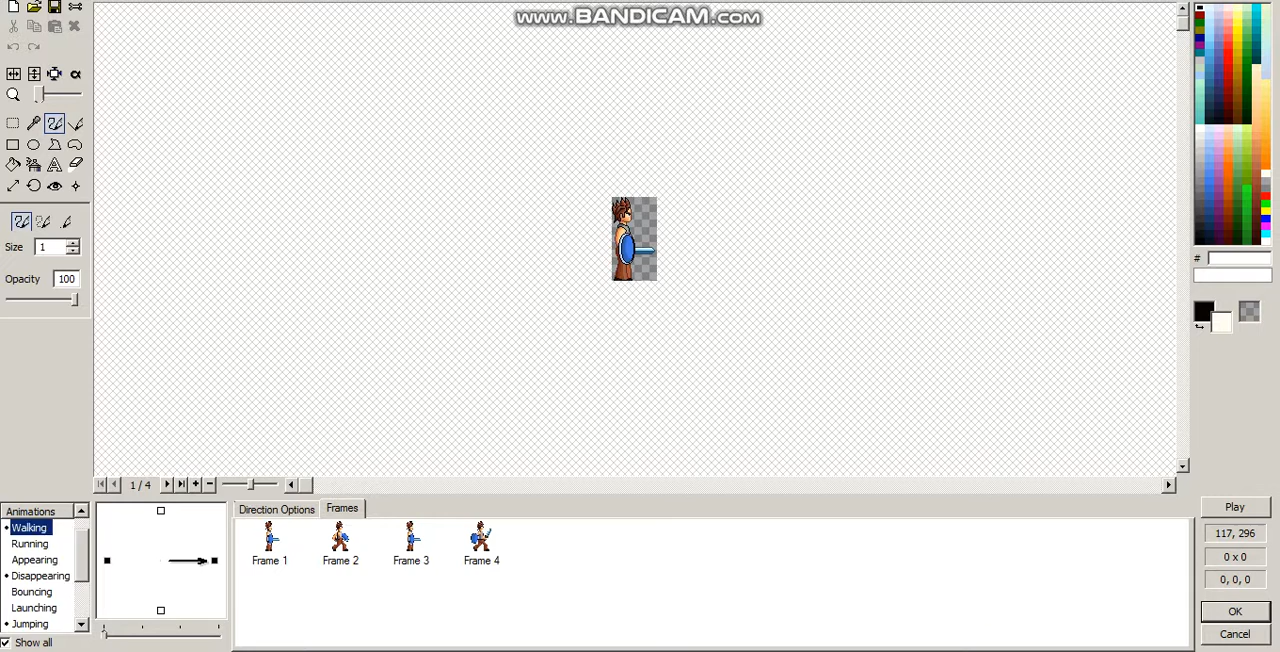 www.BANDICAM.com
Size 1
Opacity 100
#
1 / 4
Animations
Walking
Running
Appearing
Disappearing
Bouncing
Launching
Jumping
Show all
Direction Options Frames
Frame 1 Frame 2 Frame 3 Frame 4
Play
117, 296
0 x 0
0, 0, 0
OK
Cancel